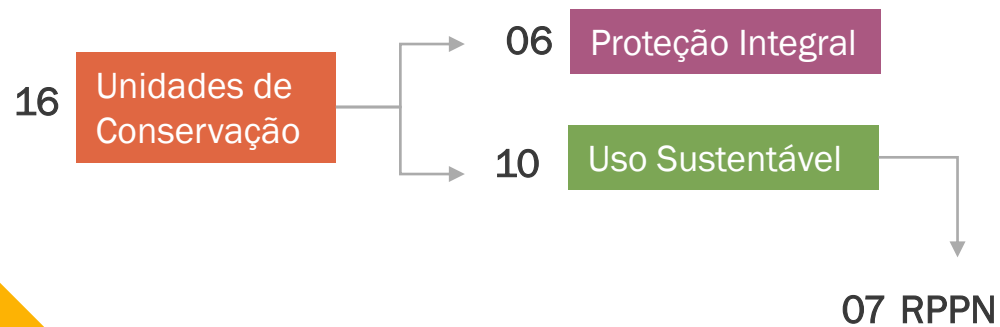 16
Unidades de
Conservação
06
Proteção Integral
10
Uso Sustentável
07 RPPN